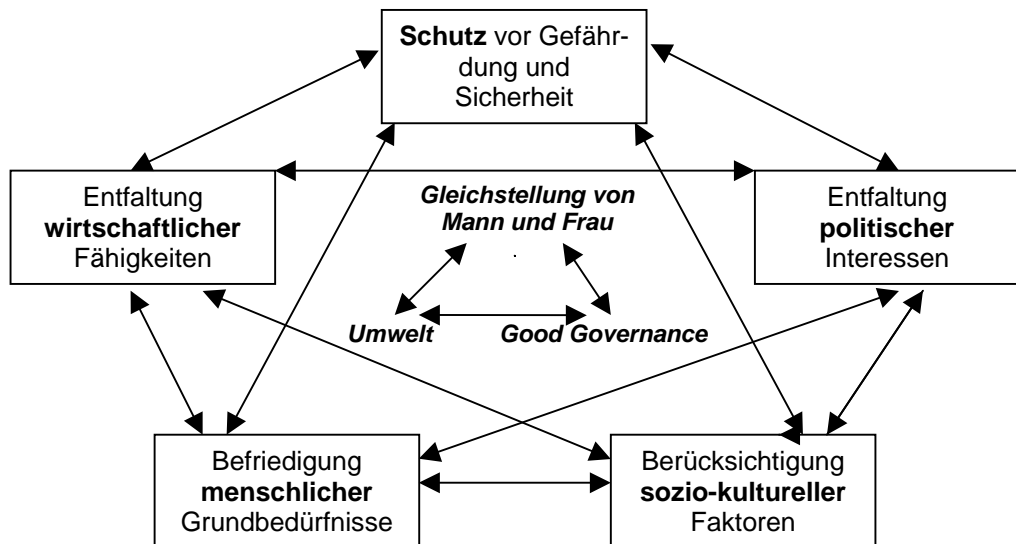 Schutz vor Gefähr-
dung und
Sicherheit
Entfaltung
wirtschaftlicher
Fähigkeiten
Gleichstellung von
Mann und Frau
Entfaltung
politischer
Interessen
Umwelt
Good Governance
Befriedigung
menschlicher
Grundbedürfnisse
Berücksichtigung
sozio-kultureller
Faktoren